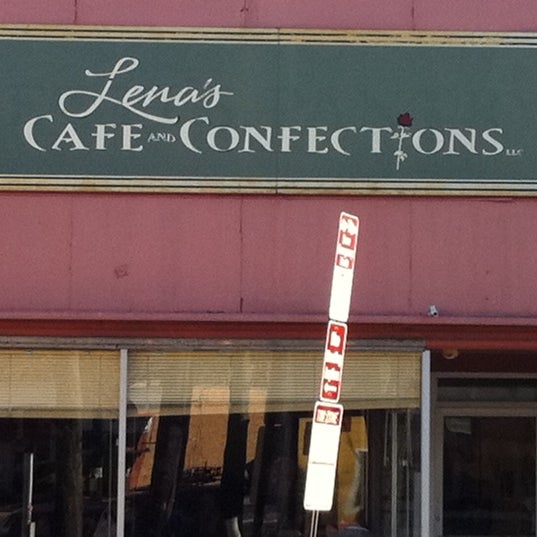 Lena's
CAFE AND CONFECTIONS LLC